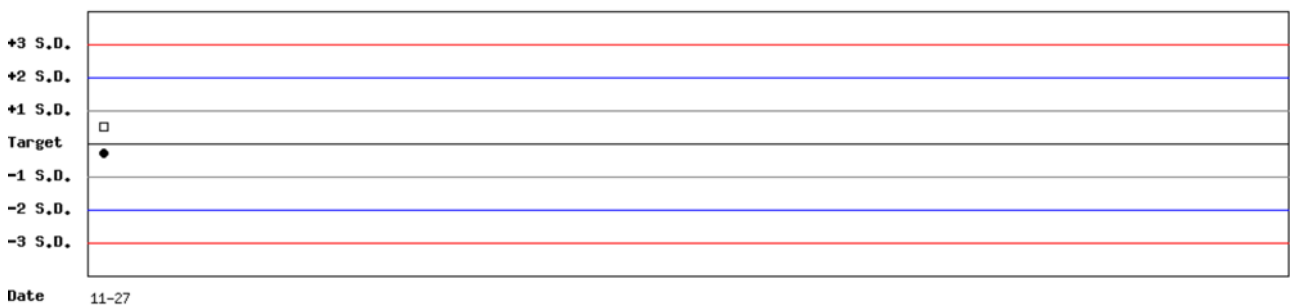 +3 S.D.
+2 S.D.
+1 S.D.
Target
-1 S.D.
-2 S.D.
-3 S.D.
Date 11-27